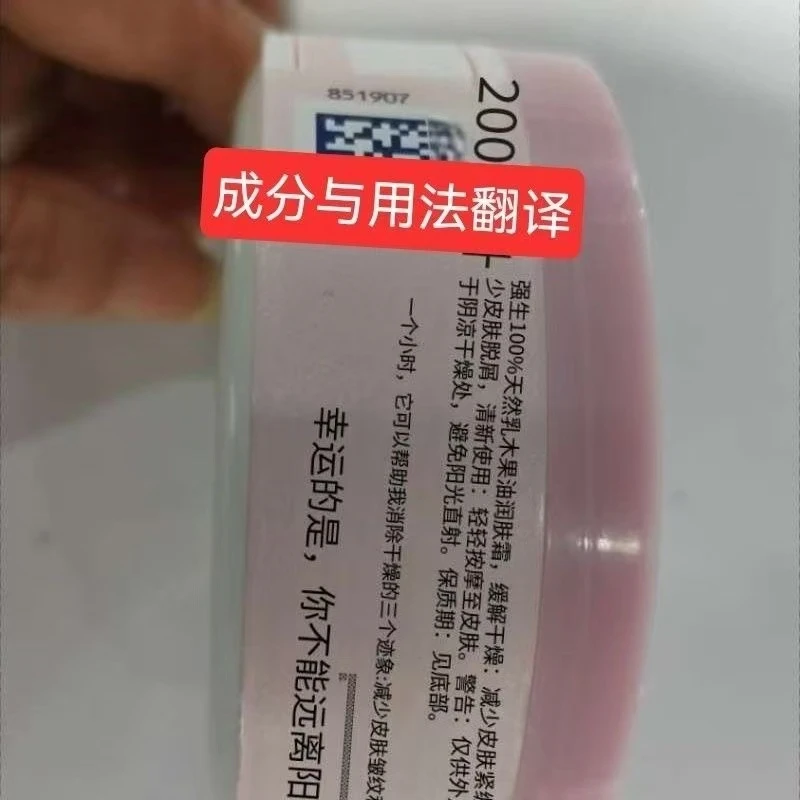 851907
200
成分与用法翻译
强生100%天然乳木果油润肤霜，缓解干燥：减少皮肤紧绷
少皮肤脱屑，清新使用：轻轻按摩至皮肤。警告：仅供外
于阴凉干燥处，避免阳光直射。保质期：见底部。
一个小时，它可以帮助我消除干燥的三个迹象:减少皮肤皱纹
幸运的是，你不能远离阳